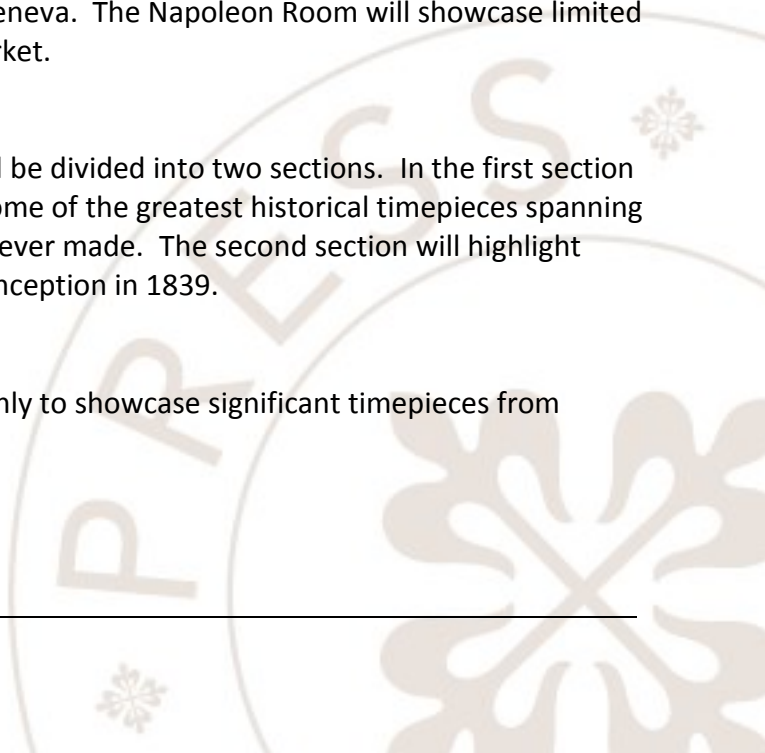 eneva.  The Napoleon Room will showcase limited
rket.
l be divided into two sections.  In the first section
ome of the greatest historical timepieces spanning
ever made.  The second section will highlight
nception in 1839.
nly to showcase significant timepieces from
PRESS